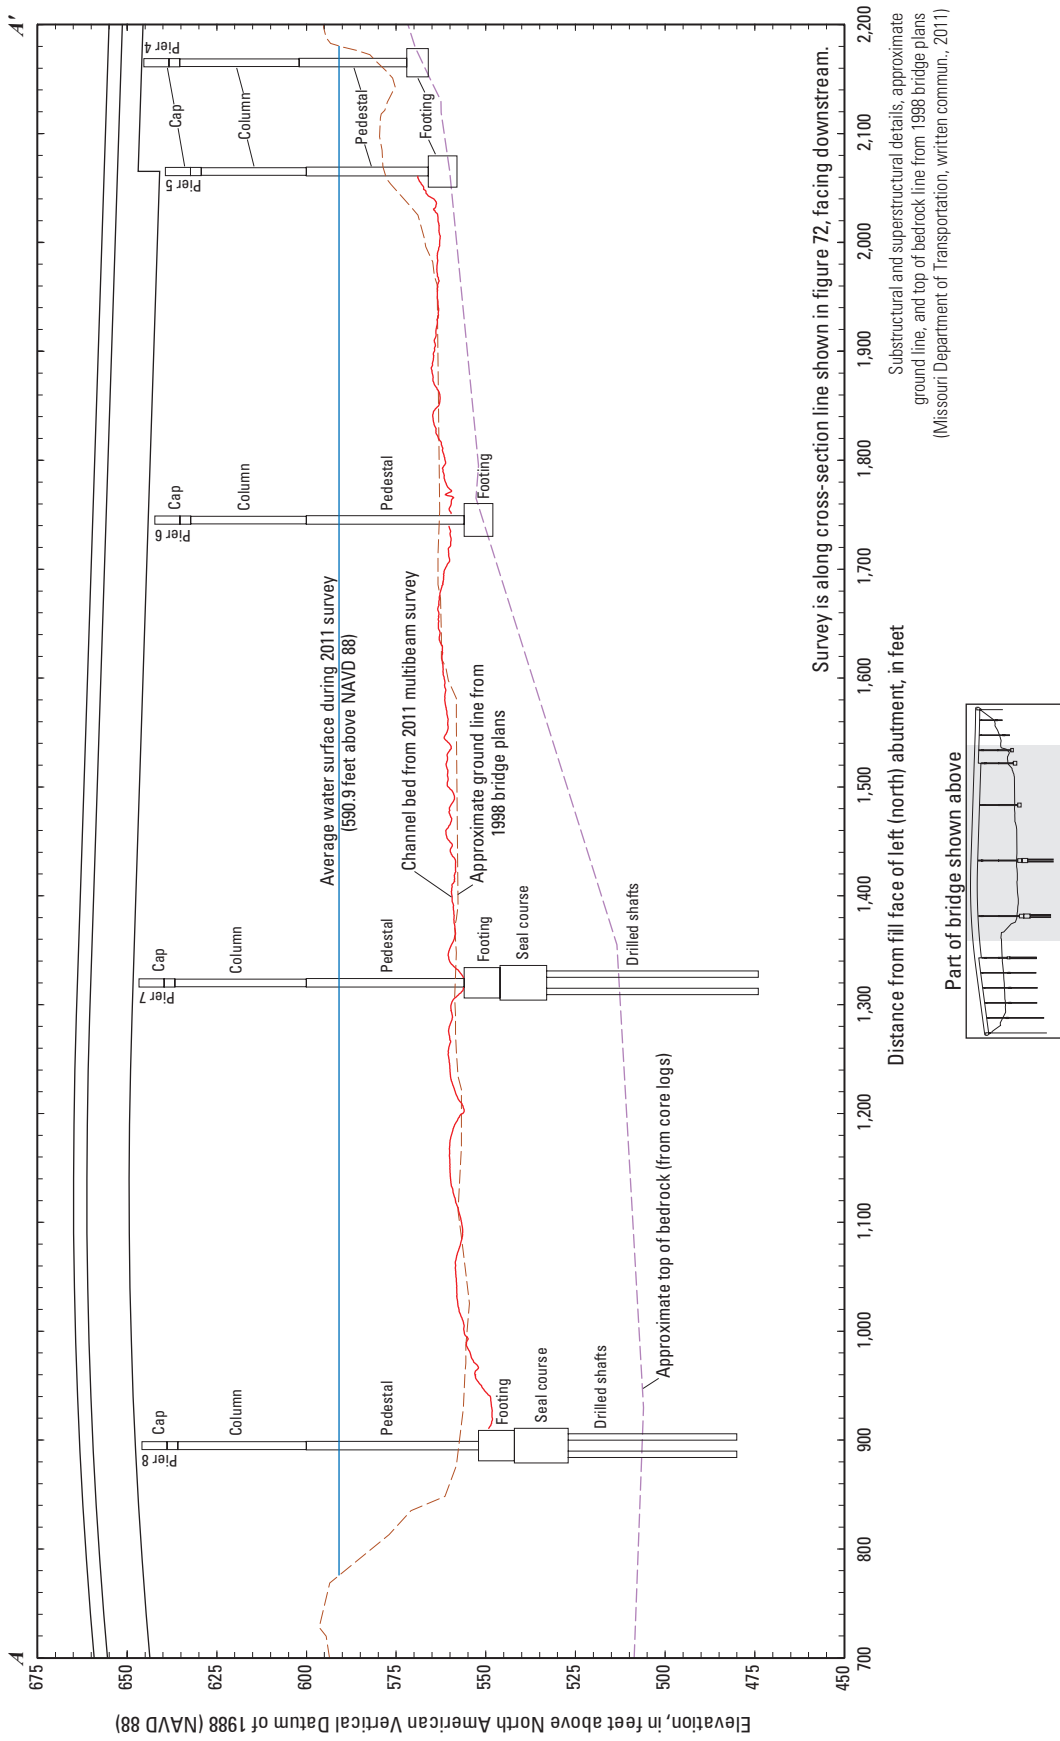 A
A'
Elevation, in feet above North American Vertical Datum of 1988 (NAVD 88)
675
650
625
600
575
550
525
500
475
450
Pier 8
Cap
Column
Pedestal
Footing
Seal course
Drilled shafts
Pier 7
Cap
Column
Pedestal
Footing
Seal course
Drilled shafts
Pier 6
Cap
Column
Pedestal
Footing
Pier 5
Pier 4
Cap
Column
Pedestal
Footing
Average water surface during 2011 survey
(590.9 feet above NAVD 88)
Channel bed from 2011 multibeam survey
Approximate ground line from
1998 bridge plans
Approximate top of bedrock (from core logs)
Survey is along cross-section line shown in figure 72, facing downstream.
700
800
900
1,000
1,100
1,200
1,300
1,400
1,500
1,600
1,700
1,800
1,900
2,000
2,100
2,200
Distance from fill face of left (north) abutment, in feet
Substructural and superstructural details, approximate
ground line, and top of bedrock line from 1998 bridge plans
(Missouri Department of Transportation, written commun., 2011)
Part of bridge shown above